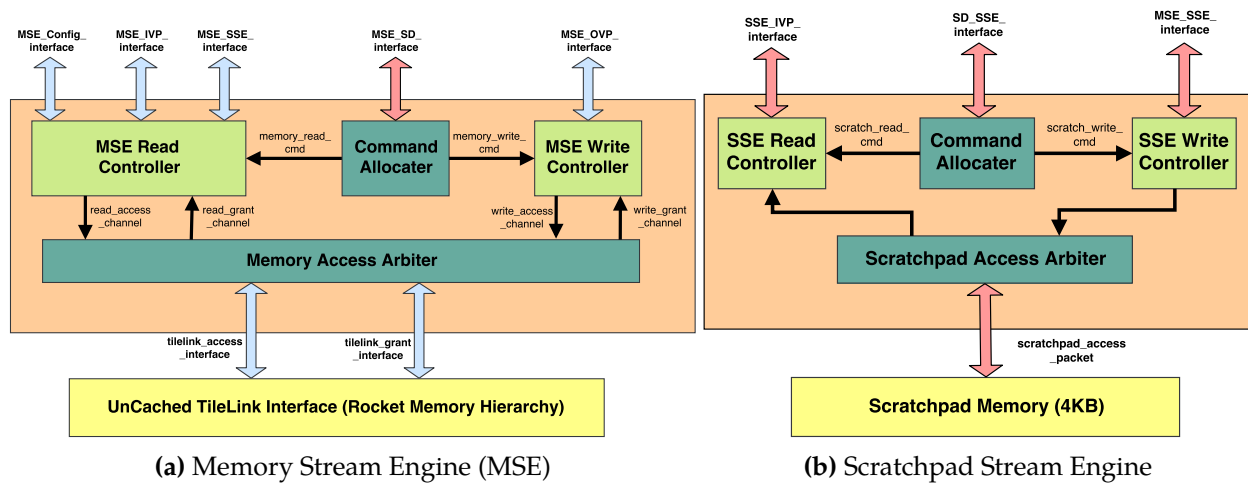 MSE_Config_
interface
MSE_IVP_
interface
MSE_SSE_
interface
MSE_SD_
interface
MSE_OVP_
interface
MSE Read
Controller
memory_read_
cmd
Command
Allocater
memory_write_
cmd
MSE Write
Controller
read_access
_channel
read_grant
_channel
write_access
_channel
write_grant
_channel
Memory Access Arbiter
tilelink_access
_interface
tilelink_grant
_interface
UnCached TileLink Interface (Rocket Memory Hierarchy)
(a) Memory Stream Engine (MSE)
SSE_IVP_
interface
SD_SSE_
interface
MSE_SSE_
interface
SSE Read
Controller
scratch_read_
cmd
Command
Allocater
scratch_write_
cmd
SSE Write
Controller
Scratchpad Access Arbiter
scratchpad_access
_packet
Scratchpad Memory (4KB)
(b) Scratchpad Stream Engine